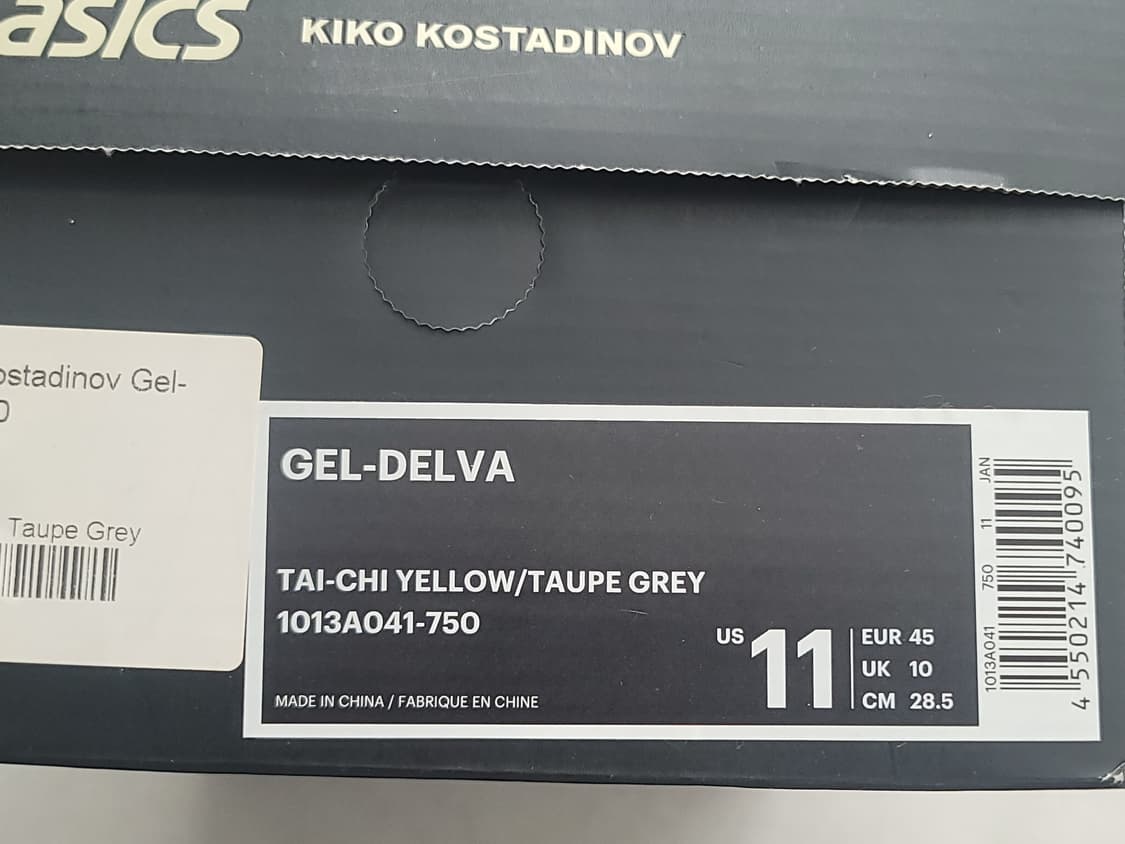 asics KIKO KOSTADINOV
ostadinov Gel-
0
Taupe Grey
GEL-DELVA
TAI-CHI YELLOW/TAUPE GREY
1013A041-750
MADE IN CHINA / FABRIQUE EN CHINE
US 11
EUR 45
UK 10
CM 28.5
1013A041 750 11 JAN
4 550214 740095